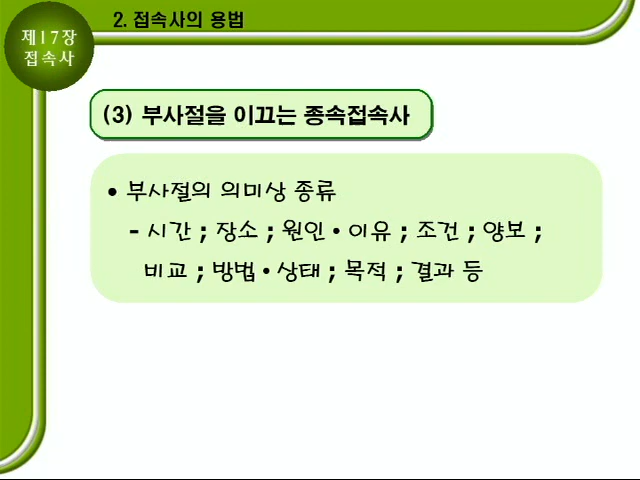 제17장
접속사
2. 접속사의 용법
(3) 부사절을 이끄는 종속접속사
• 부사절의 의미상 종류
- 시간 ; 장소 ; 원인 • 이유 ; 조건 ; 양보 ;
비교 ; 방법 • 상태 ; 목적 ; 결과 등